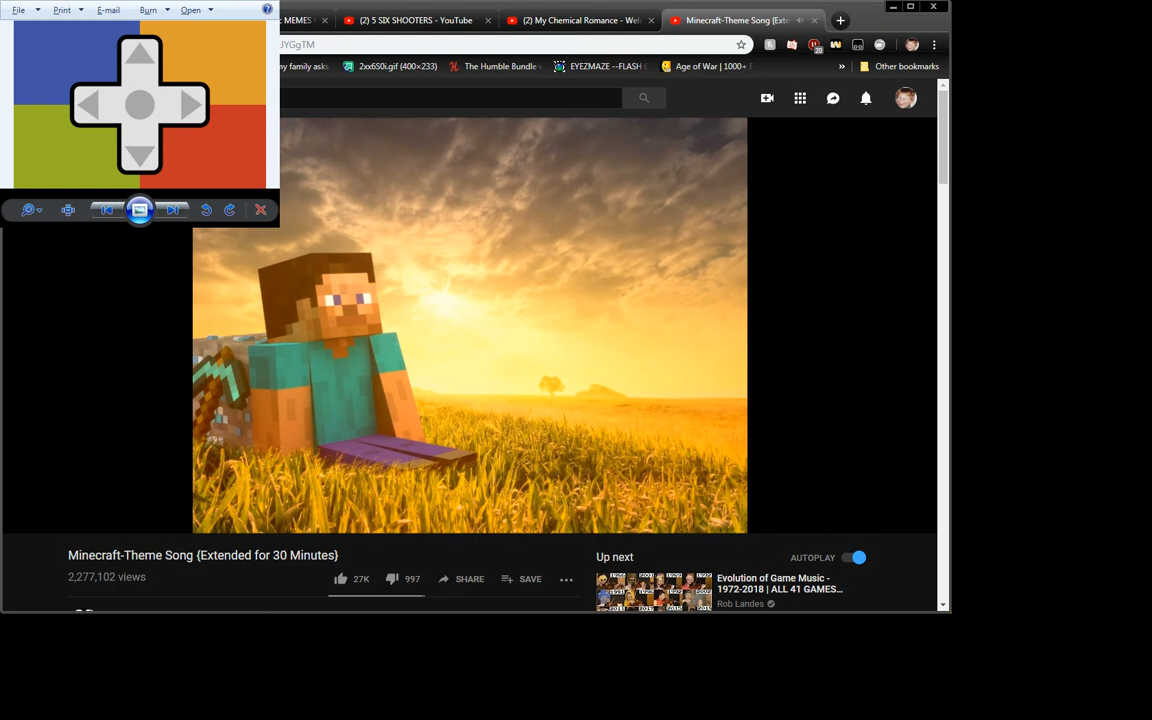 File Print E-mail Burn Open
MEMES (2) 5 SIX SHOOTERS - YouTube (2) My Chemical Romance - Wel Minecraft-Theme Song {Exte
JYGgTM
20
my family asks 2xx6S0i.gif (400×233) The Humble Bundle EYEZMAZE --FLASH Age of War | 1000+ F » Other bookmarks
Minecraft-Theme Song {Extended for 30 Minutes}
2,277,102 views
27K 997 SHARE SAVE
Up next AUTOPLAY
Evolution of Game Music -
1972-2018 | ALL 41 GAMES...
Rob Landes